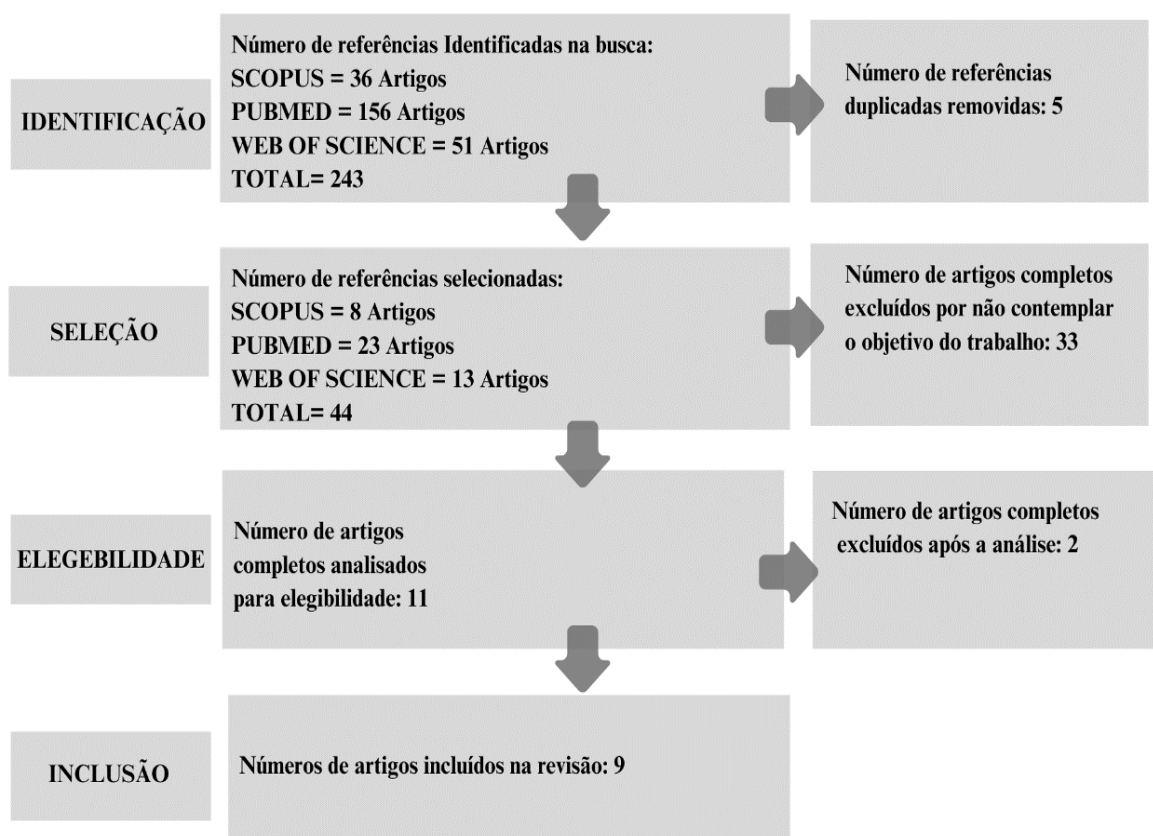 IDENTIFICAÇÃO
Número de referências Identificadas na busca:
SCOPUS = 36 Artigos
PUBMED = 156 Artigos
WEB OF SCIENCE = 51 Artigos
TOTAL= 243
Número de referências
duplicadas removidas: 5
SELEÇÃO
Número de referências selecionadas:
SCOPUS = 8 Artigos
PUBMED = 23 Artigos
WEB OF SCIENCE = 13 Artigos
TOTAL= 44
Número de artigos completos
excluídos por não contemplar
o objetivo do trabalho: 33
ELEGEBILIDADE
Número de artigos
completos analisados
para elegibilidade: 11
Número de artigos completos
excluídos após a análise: 2
INCLUSÃO
Números de artigos incluídos na revisão: 9